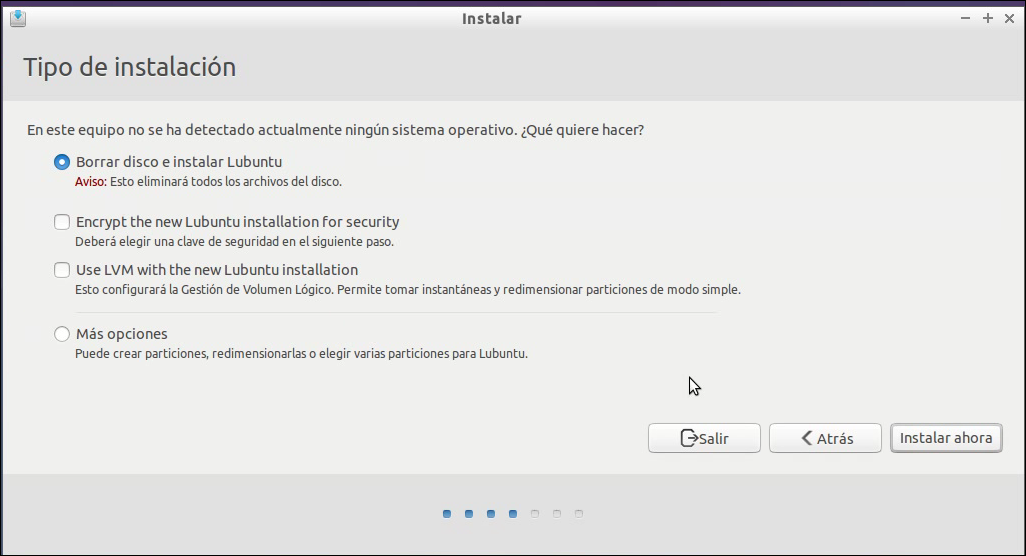 Instalar
Tipo de instalación
En este equipo no se ha detectado actualmente ningún sistema operativo. ¿Qué quiere hacer?
Borrar disco e instalar Lubuntu
Aviso: Esto eliminará todos los archivos del disco.
Encrypt the new Lubuntu installation for security
Deberá elegir una clave de seguridad en el siguiente paso.
Use LVM with the new Lubuntu installation
Esto configurará la Gestión de Volumen Lógico. Permite tomar instantáneas y redimensionar particiones de modo simple.
Más opciones
Puede crear particiones, redimensionarlas o elegir varias particiones para Lubuntu.
Salir Atrás Instalar ahora